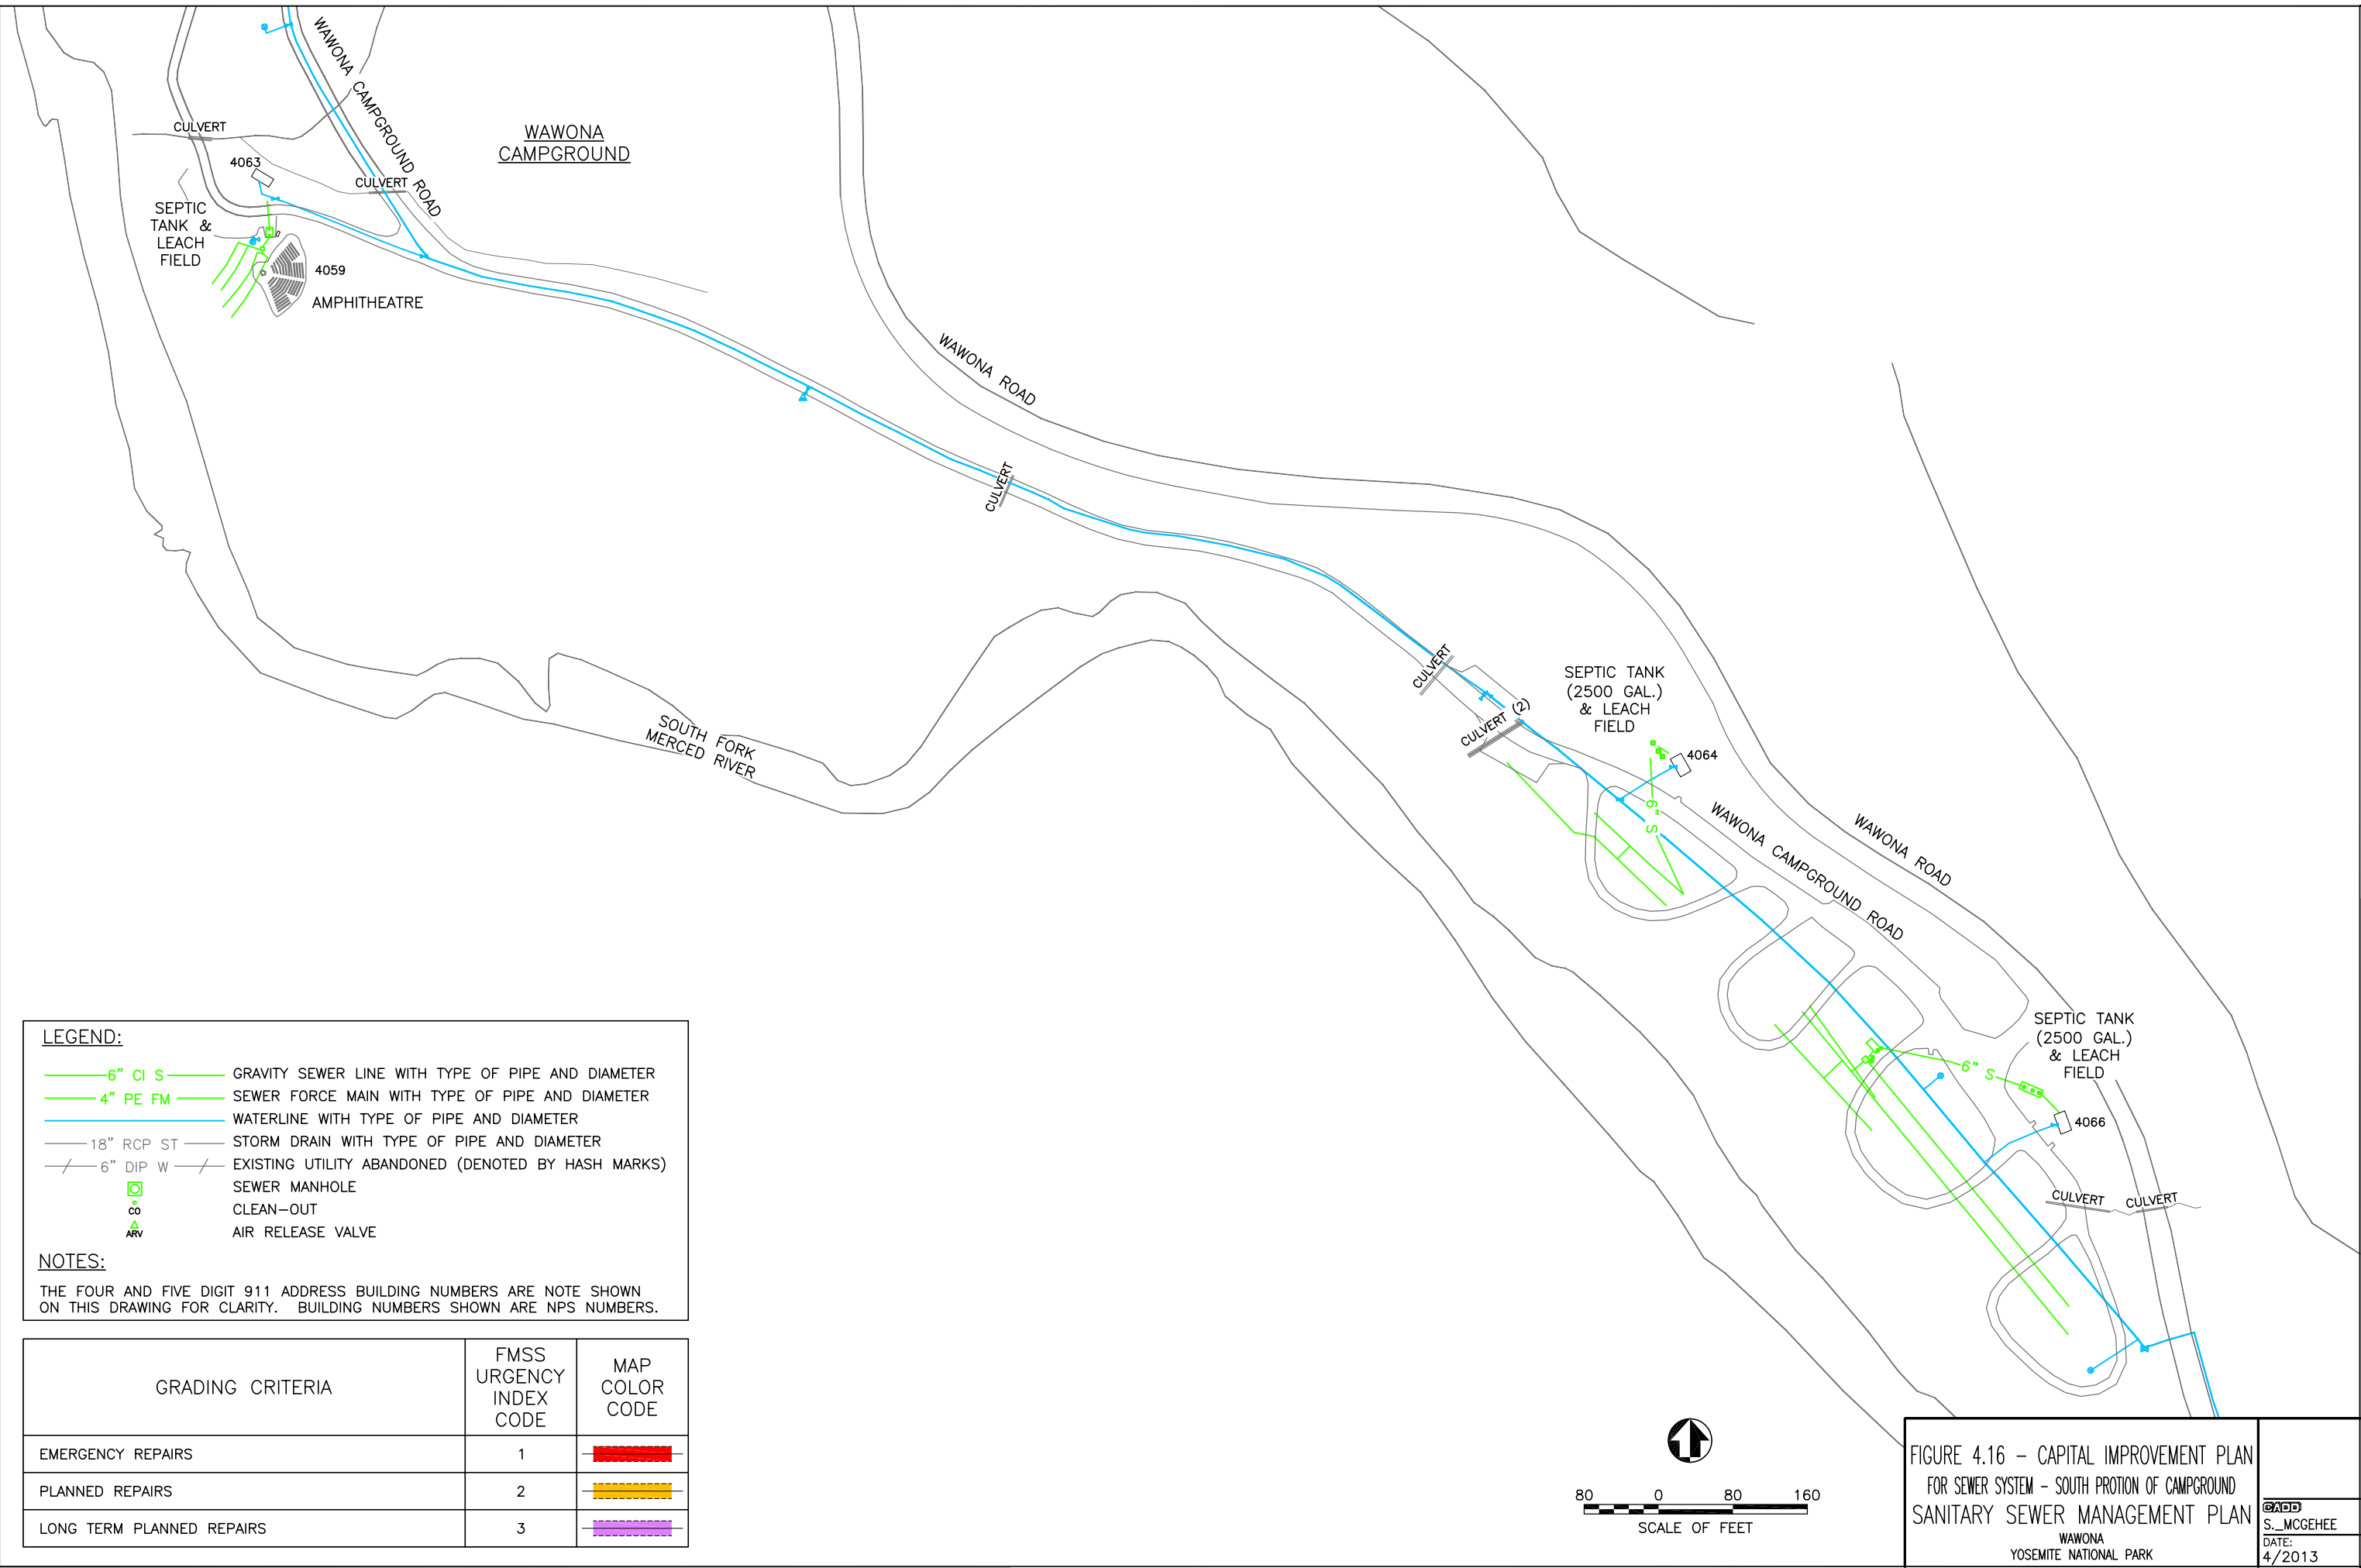 WAWONA CAMPGROUND ROAD
CULVERT
4063
CULVERT
SEPTIC
TANK &
LEACH
FIELD
4059
AMPHITHEATRE
WAWONA
CAMPGROUND
WAWONA ROAD
CULVERT
SOUTH FORK
MERCED RIVER
CULVERT
CULVERT (2)
SEPTIC TANK
(2500 GAL.)
& LEACH
FIELD
4064
6" S
WAWONA CAMPGROUND ROAD
WAWONA ROAD
SEPTIC TANK
(2500 GAL.)
& LEACH
FIELD
6" S
4066
CULVERT
CULVERT
LEGEND:
6" CI S GRAVITY SEWER LINE WITH TYPE OF PIPE AND DIAMETER
4" PE FM SEWER FORCE MAIN WITH TYPE OF PIPE AND DIAMETER
WATERLINE WITH TYPE OF PIPE AND DIAMETER
18" RCP ST STORM DRAIN WITH TYPE OF PIPE AND DIAMETER
6" DIP W EXISTING UTILITY ABANDONED (DENOTED BY HASH MARKS)
SEWER MANHOLE
CO CLEAN-OUT
ARV AIR RELEASE VALVE
NOTES:
THE FOUR AND FIVE DIGIT 911 ADDRESS BUILDING NUMBERS ARE NOTE SHOWN
ON THIS DRAWING FOR CLARITY. BUILDING NUMBERS SHOWN ARE NPS NUMBERS.
GRADING CRITERIA
FMSS
URGENCY
INDEX
CODE
MAP
COLOR
CODE
EMERGENCY REPAIRS 1
PLANNED REPAIRS 2
LONG TERM PLANNED REPAIRS 3
80 0 80 160
SCALE OF FEET
FIGURE 4.16 - CAPITAL IMPROVEMENT PLAN
FOR SEWER SYSTEM - SOUTH PROTION OF CAMPGROUND
SANITARY SEWER MANAGEMENT PLAN
WAWONA
YOSEMITE NATIONAL PARK
CADD
S._MCGEHEE
DATE:
4/2013